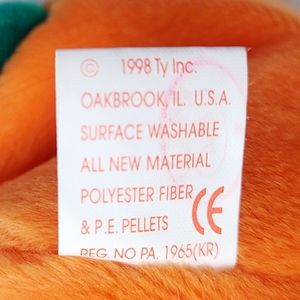 © 1998 Ty Inc.
OAKBROOK, IL. U.S.A.
SURFACE WASHABLE
ALL NEW MATERIAL
POLYESTER FIBER
& P.E. PELLETS CE
REG. NO PA. 1965(KR)